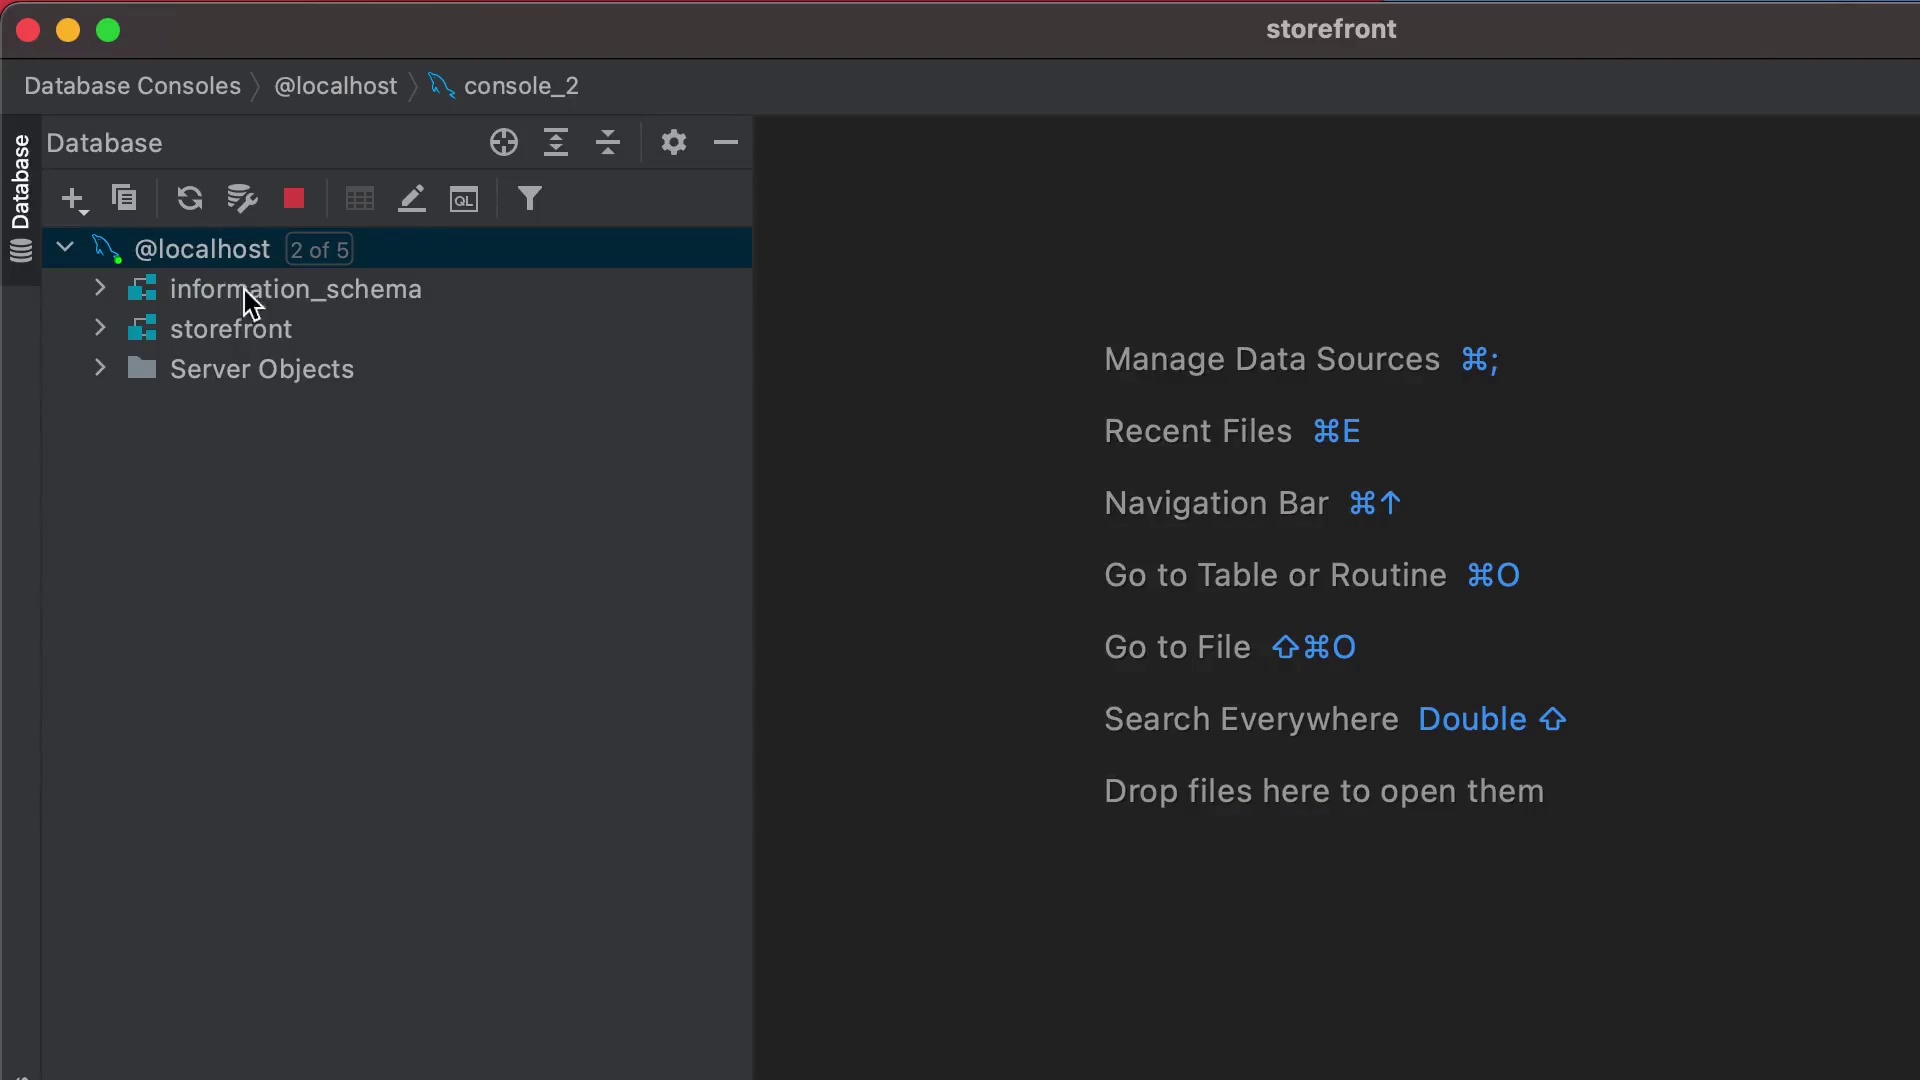 storefront
Database Consoles @localhost console_2
Database
Database
QL
@localhost 2 of 5
information_schema
storefront
Server Objects
Manage Data Sources ⌘;
Recent Files ⌘E
Navigation Bar ⌘↑
Go to Table or Routine ⌘O
Go to File ⇧⌘O
Search Everywhere Double ⇧
Drop files here to open them